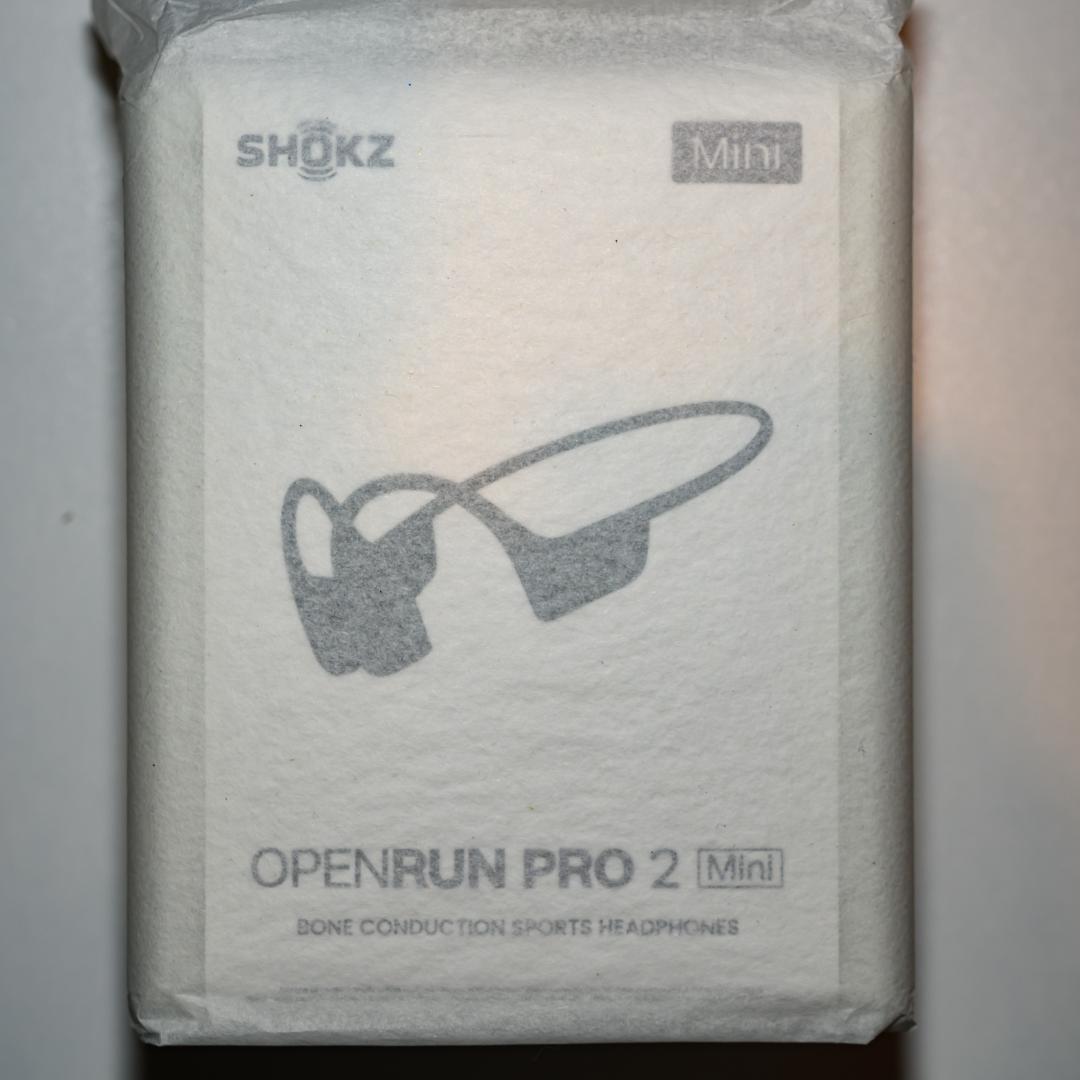 SHOKZ Mini
OPENRUN PRO 2 Mini
BONE CONDUCTION SPORTS HEADPHONES